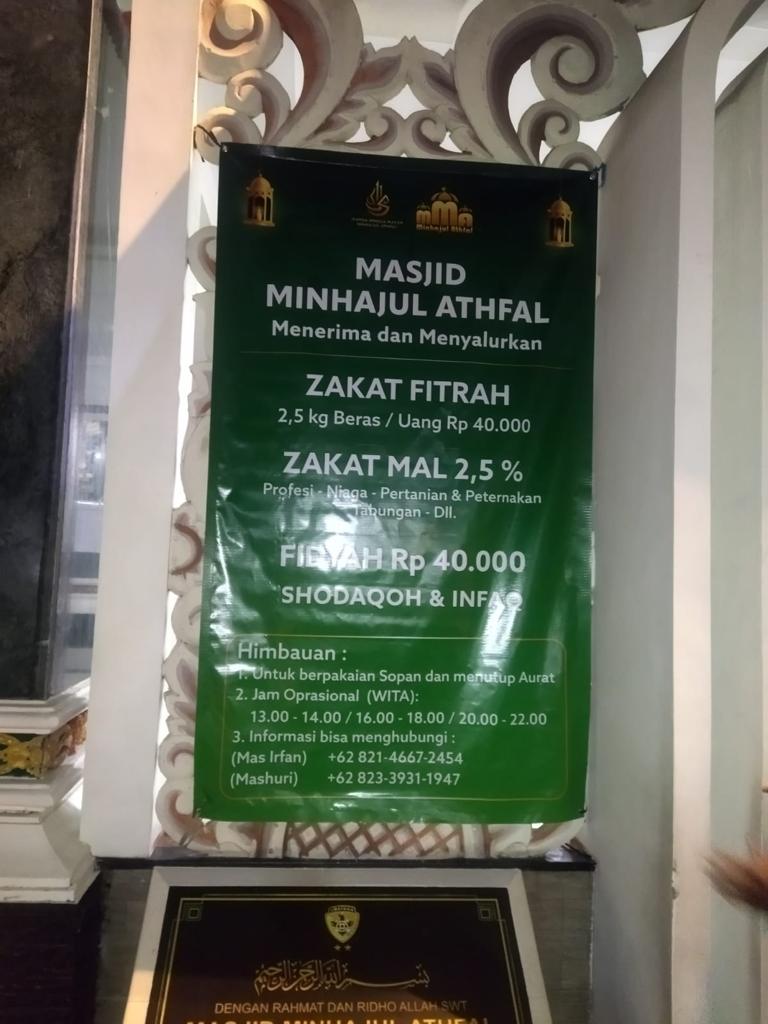 mMa
Minhajul Athfal
MASJID
MINHAJUL ATHFAL
Menerima dan Menyalurkan
ZAKAT FITRAH
2,5 kg Beras / Uang Rp 40.000
ZAKAT MAL 2,5 %
Profesi - Niaga - Pertanian & Peternakan
Tabungan - Dll.
FIDYAH Rp 40.000
SHODAQOH & INFAQ
Himbauan :
1. Untuk berpakaian Sopan dan menutup Aurat
2. Jam Oprasional (WITA):
13.00 - 14.00 / 16.00 - 18.00 / 20.00 - 22.00
3. Informasi bisa menghubungi :
(Mas Irfan) +62 821-4667-2454
(Mashuri) +62 823-3931-1947
بسم الله الرحمن الرحيم
DENGAN RAHMAT DAN RIDHO ALLAH SWT
MASJID MINHAJUL ATHFAL